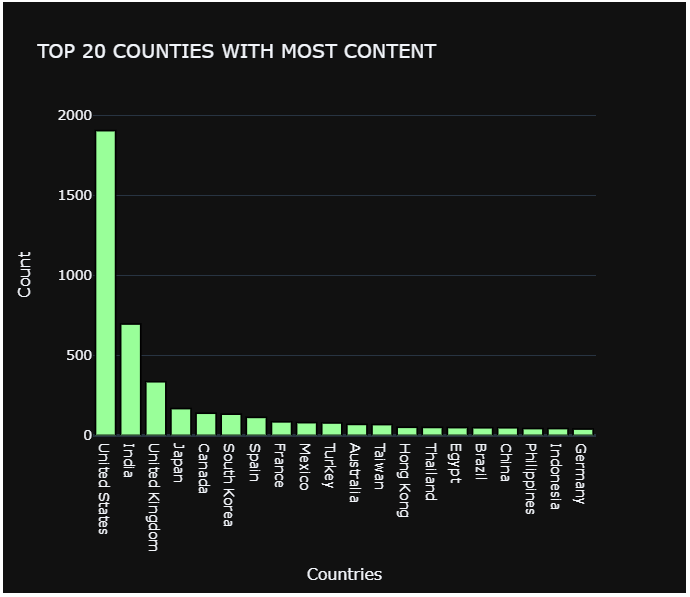 TOP 20 COUNTIES WITH MOST CONTENT
2000
1500
1000
500
0
Count
United States
India
United Kingdom
Japan
Canada
South Korea
Spain
France
Mexico
Turkey
Australia
Taiwan
Hong Kong
Thailand
Egypt
Brazil
China
Philippines
Indonesia
Germany
Countries